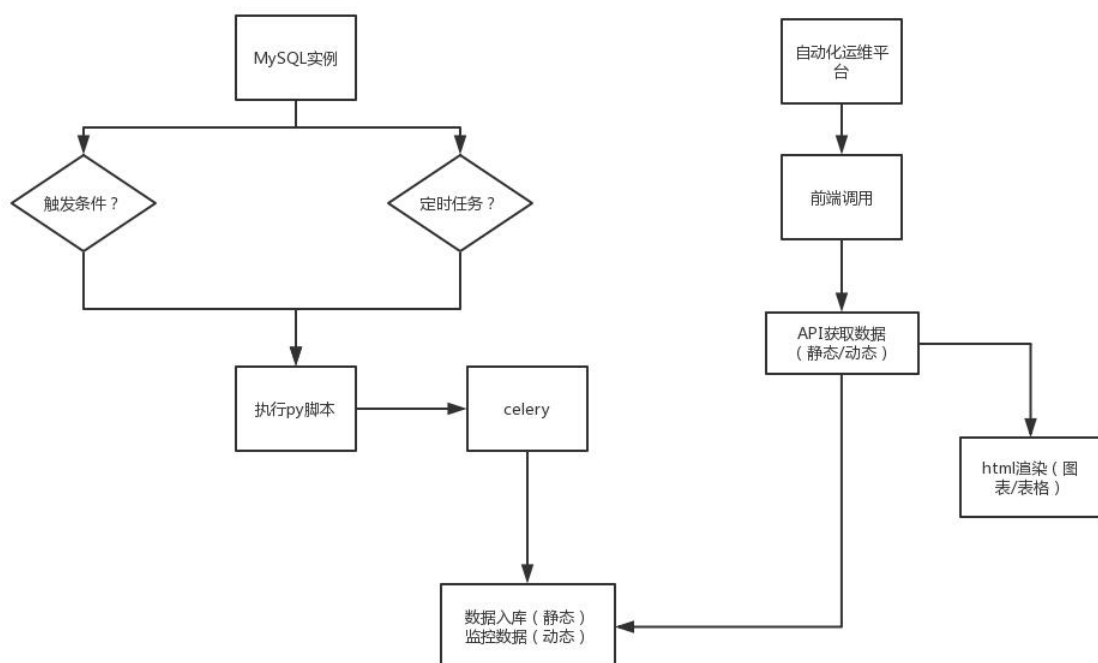 MySQL实例
自动化运维平
台
触发条件？
定时任务？
前端调用
API获取数据
（静态/动态）
执行py脚本
celery
html渲染（图
表/表格）
数据入库（静态）
监控数据（动态）